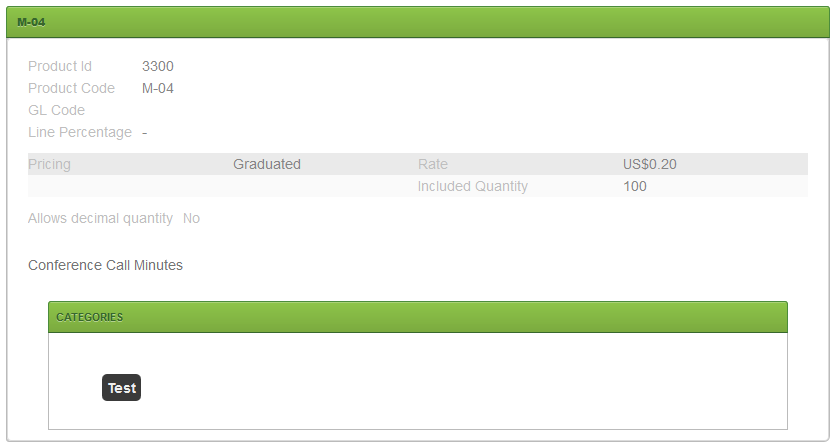 M-04
Product Id 3300
Product Code M-04
GL Code
Line Percentage -
Pricing Graduated Rate US$0.20
Included Quantity 100
Allows decimal quantity No
Conference Call Minutes
CATEGORIES
Test